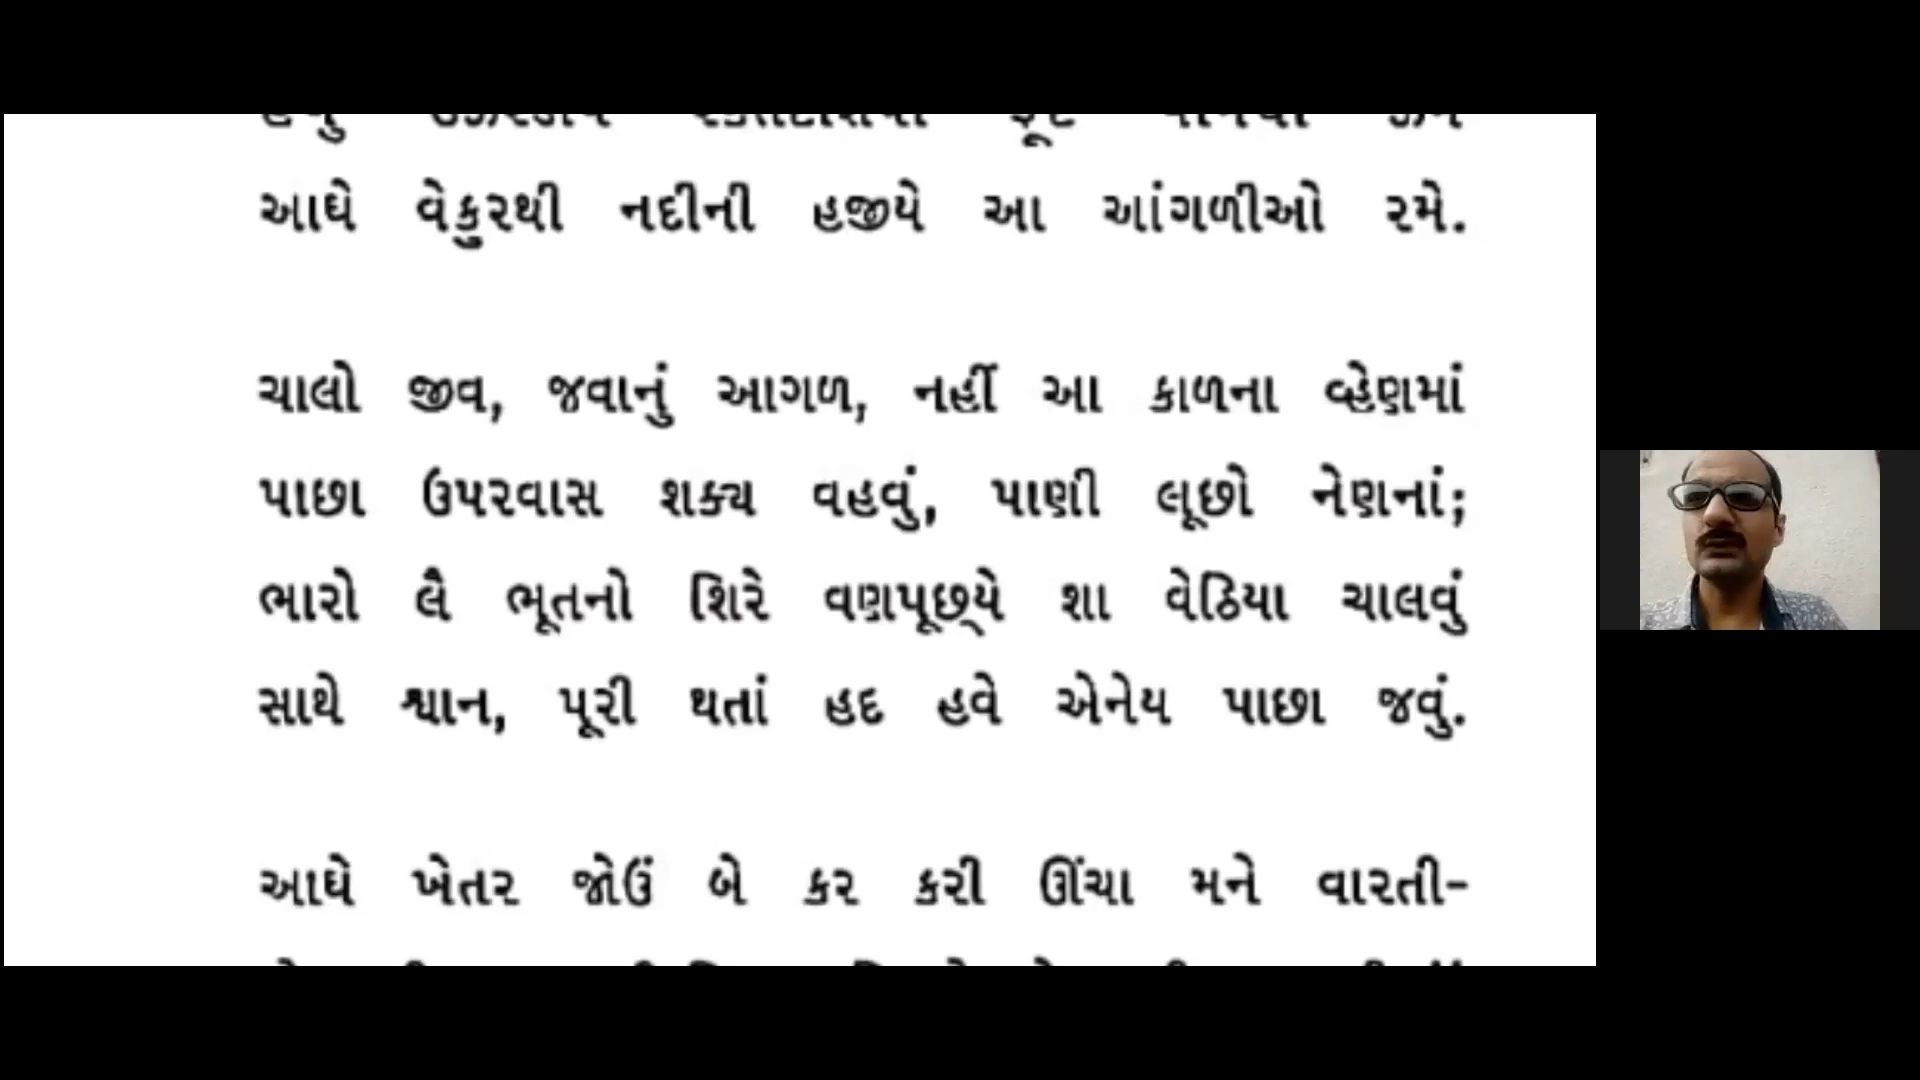 આઘે વેકુરથી નદીની હજીયે આ આંગળીઓ રમે.
ચાલો જીવ, જવાનું આગળ, નહીં આ કાળના વ્હેણમાં
પાછા ઉપરવાસ શક્ય વહવું, પાણી લૂછો નેણનાં;
ભારો લૈ ભૂતનો શિરે વણપૂછ્યે શા વેઠિયા ચાલવું
સાથે શ્વાન, પૂરી થતાં હદ હવે એનેય પાછા જવું.
આઘે ખેતર જોઉં બે કર કરી ઊંચા મને વારતી-